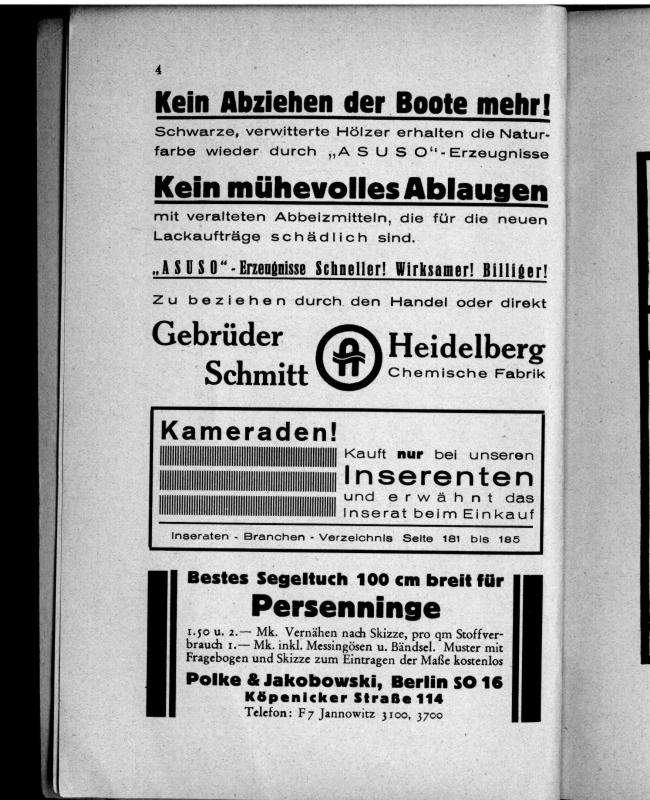 4
Kein Abziehen der Boote mehr!
Schwarze, verwitterte Hölzer erhalten die Natur-
farbe wieder durch „ASUSO“-Erzeugnisse
Kein mühevolles Ablaugen
mit veralteten Abbeizmitteln, die für die neuen
Lackaufträge schädlich sind.
„ASUSO“-Erzeugnisse Schneller! Wirksamer! Billiger!
Zu beziehen durch den Handel oder direkt
Gebrüder
Schmitt
Heidelberg
Chemische Fabrik
Kameraden!
Kauft nur bei unseren
Inserenten
und erwähnt das
Inserat beim Einkauf
Inseraten - Branchen - Verzeichnis Seite 181 bis 185
Bestes Segeltuch 100 cm breit für
Persenninge
1.50 u. 2.— Mk. Vernähen nach Skizze, pro qm Stoffver-
brauch 1.— Mk. inkl. Messingösen u. Bändsel. Muster mit
Fragebogen und Skizze zum Eintragen der Maße kostenlos
Polke & Jakobowski, Berlin SO 16
Köpenicker Straße 114
Telefon: F 7 Jannowitz 3100, 3700